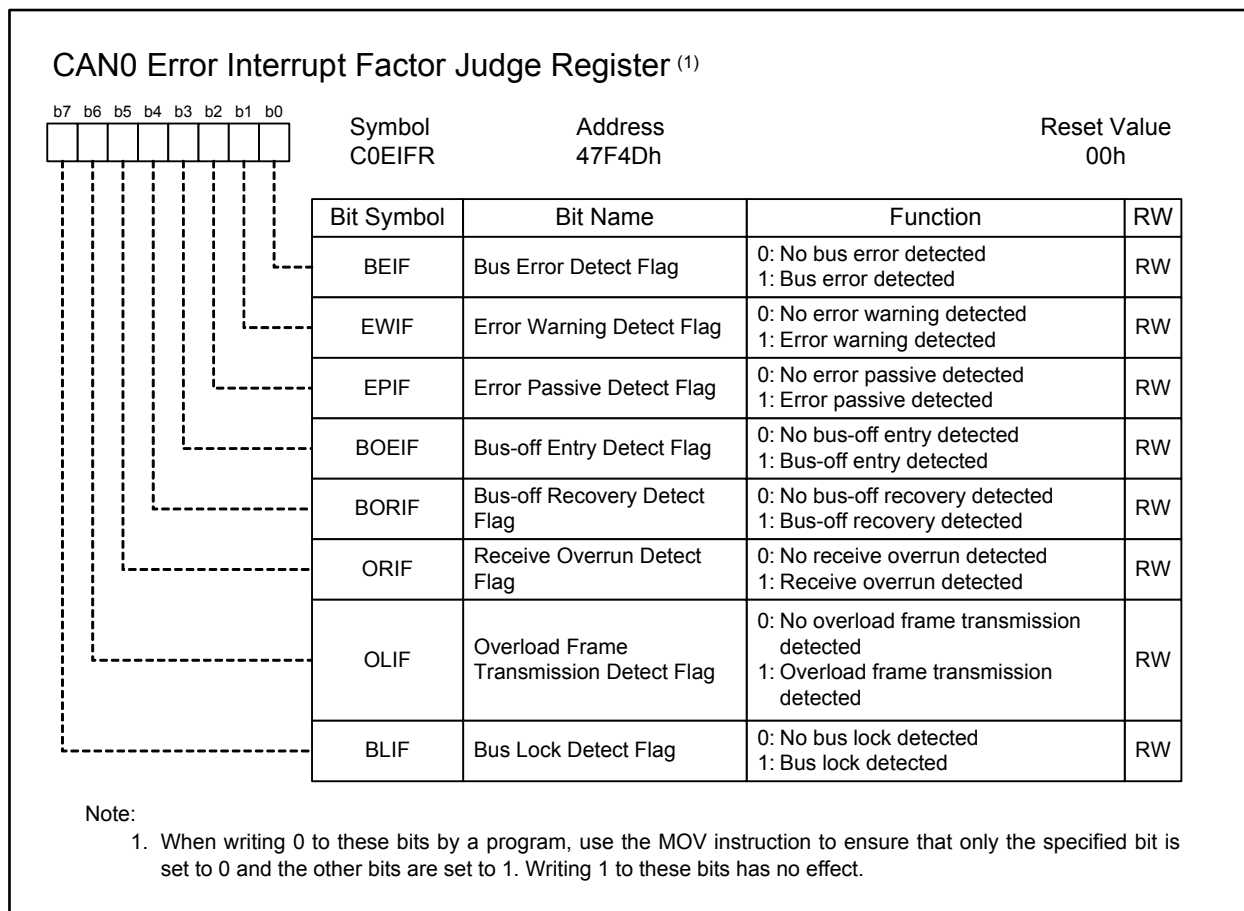 CAN0 Error Interrupt Factor Judge Register (1)
b7 b6 b5 b4 b3 b2 b1 b0
Symbol Address Reset Value
C0EIFR 47F4Dh 00h
Bit Symbol Bit Name Function RW
BEIF Bus Error Detect Flag 0: No bus error detected RW
1: Bus error detected
EWIF Error Warning Detect Flag 0: No error warning detected RW
1: Error warning detected
EPIF Error Passive Detect Flag 0: No error passive detected RW
1: Error passive detected
BOEIF Bus-off Entry Detect Flag 0: No bus-off entry detected RW
1: Bus-off entry detected
BORIF Bus-off Recovery Detect 0: No bus-off recovery detected RW
Flag 1: Bus-off recovery detected
ORIF Receive Overrun Detect 0: No receive overrun detected RW
Flag 1: Receive overrun detected
0: No overload frame transmission
detected
OLIF Overload Frame 1: Overload frame transmission RW
Transmission Detect Flag detected
BLIF Bus Lock Detect Flag 0: No bus lock detected RW
1: Bus lock detected
Note:
1. When writing 0 to these bits by a program, use the MOV instruction to ensure that only the specified bit is
set to 0 and the other bits are set to 1. Writing 1 to these bits has no effect.